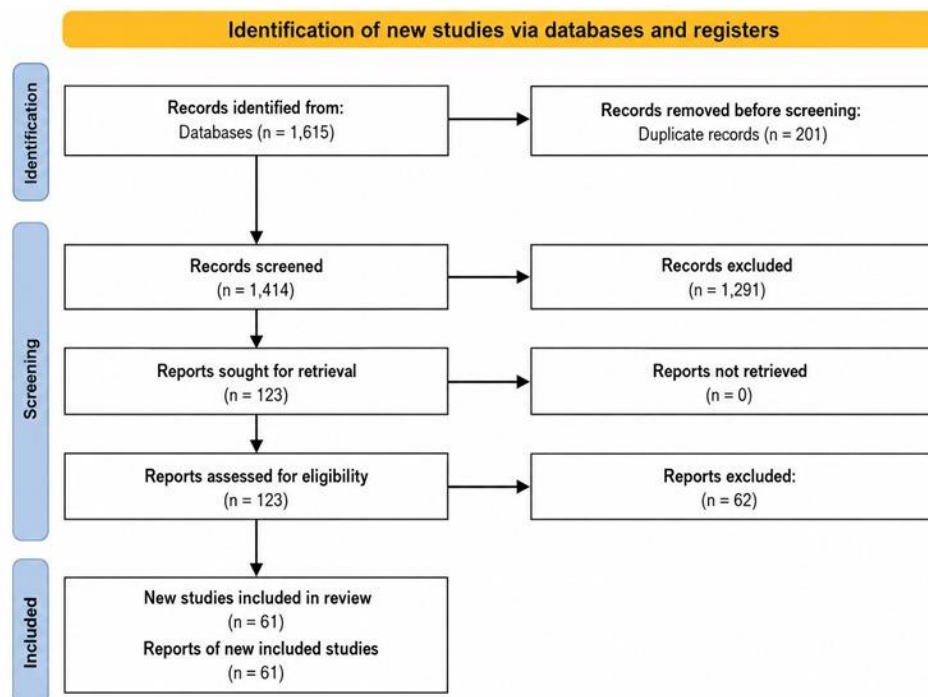 Identification of new studies via databases and registers
Identification
Records identified from:
Databases (n = 1,615)
Records removed before screening:
Duplicate records (n = 201)
Screening
Records screened
(n = 1,414)
Records excluded
(n = 1,291)
Reports sought for retrieval
(n = 123)
Reports not retrieved
(n = 0)
Reports assessed for eligibility
(n = 123)
Reports excluded:
(n = 62)
Included
New studies included in review
(n = 61)
Reports of new included studies
(n = 61)